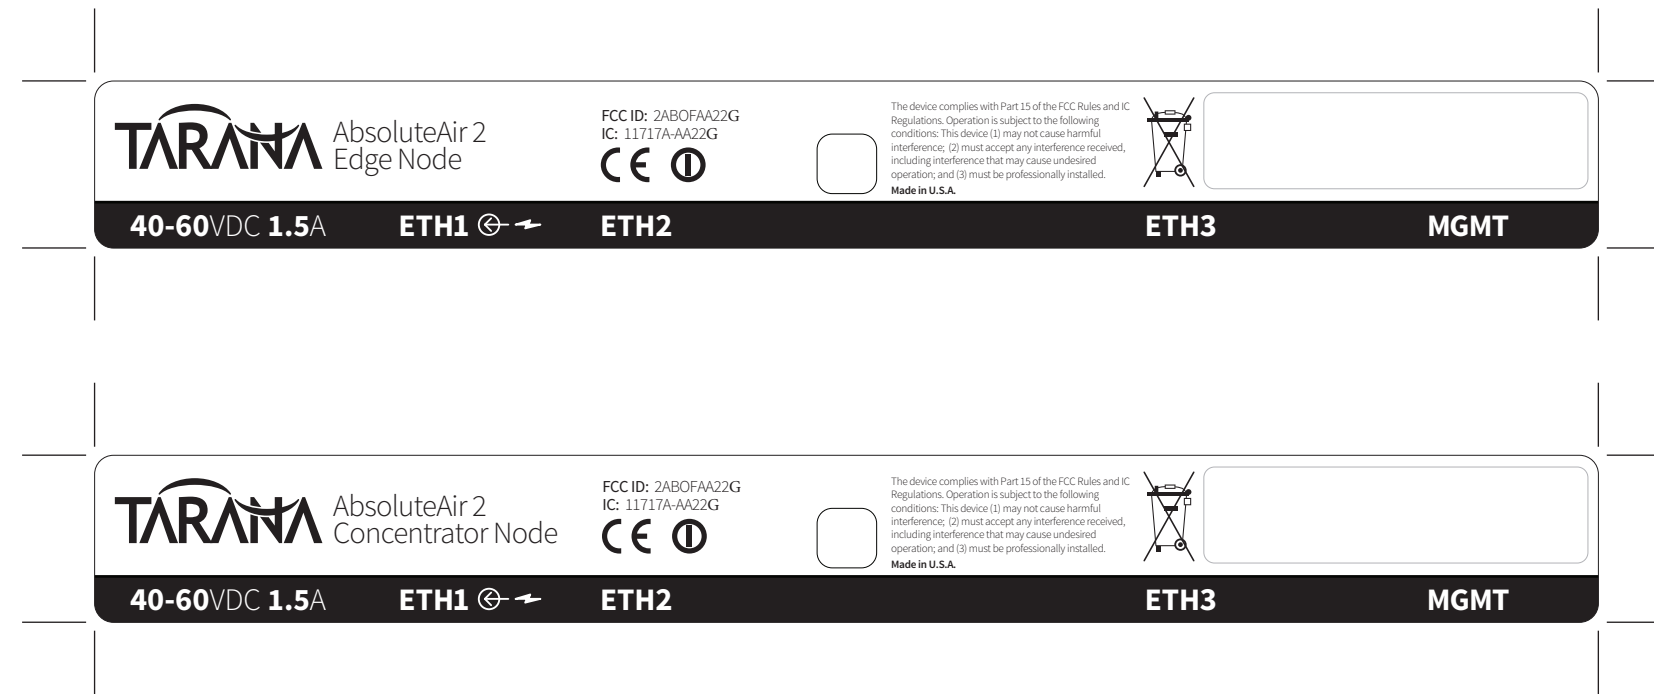 TARANA
AbsoluteAir 2
Edge Node
FCC ID: 2ABOFAA22G
IC: 11717A-AA22G
CE
The device complies with Part 15 of the FCC Rules and IC
Regulations. Operation is subject to the following
conditions: This device (1) may not cause harmful
interference; (2) must accept any interference received,
including interference that may cause undesired
operation; and (3) must be professionally installed.
Made in U.S.A.
40-60VDC 1.5A ETH1 ETH2 ETH3 MGMT
TARANA
AbsoluteAir 2
Concentrator Node
FCC ID: 2ABOFAA22G
IC: 11717A-AA22G
CE
The device complies with Part 15 of the FCC Rules and IC
Regulations. Operation is subject to the following
conditions: This device (1) may not cause harmful
interference; (2) must accept any interference received,
including interference that may cause undesired
operation; and (3) must be professionally installed.
Made in U.S.A.
40-60VDC 1.5A ETH1 ETH2 ETH3 MGMT